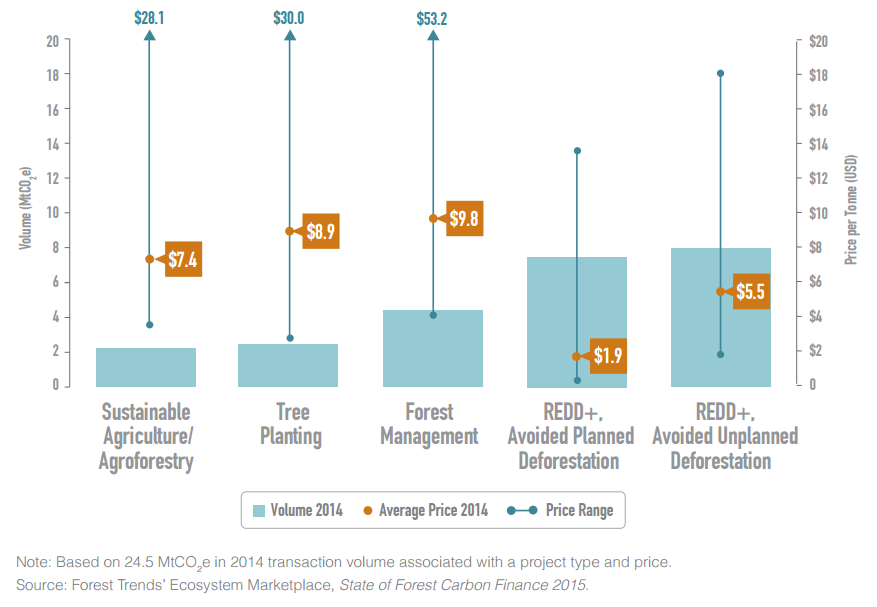 $28.1
$30.0
$53.2
20
18
16
14
12
10
8
6
4
2
0
Volume (MtCO2e)
$7.4
$8.9
$9.8
$1.9
$5.5
$20
$18
$16
$14
$12
$10
$8
$6
$4
$2
0
Price per Tonne (USD)
Sustainable
Agriculture/
Agroforestry
Tree
Planting
Forest
Management
REDD+,
Avoided Planned
Deforestation
REDD+,
Avoided Unplanned
Deforestation
Volume 2014
Average Price 2014
Price Range
Note: Based on 24.5 MtCO2e in 2014 transaction volume associated with a project type and price.
Source: Forest Trends’ Ecosystem Marketplace, State of Forest Carbon Finance 2015.